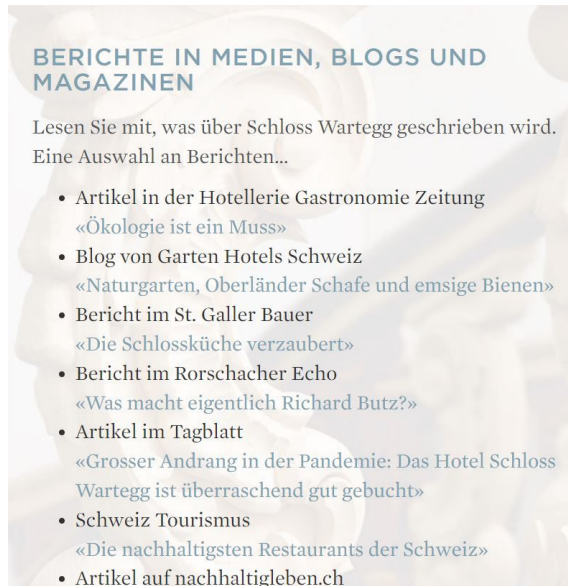 BERICHTE IN MEDIEN, BLOGS UND
MAGAZINEN
Lesen Sie mit, was über Schloss Wartegg geschrieben wird.
Eine Auswahl an Berichten...
• Artikel in der Hotellerie Gastronomie Zeitung
«Ökologie ist ein Muss»
• Blog von Garten Hotels Schweiz
«Naturgarten, Oberländer Schafe und emsige Bienen»
• Bericht im St. Galler Bauer
«Die Schlossküche verzaubert»
• Bericht im Rorschacher Echo
«Was macht eigentlich Richard Butz?»
• Artikel im Tagblatt
«Grosser Andrang in der Pandemie: Das Hotel Schloss
Wartegg ist überraschend gut gebucht»
• Schweiz Tourismus
«Die nachhaltigsten Restaurants der Schweiz»
• Artikel auf nachhaltigleben.ch